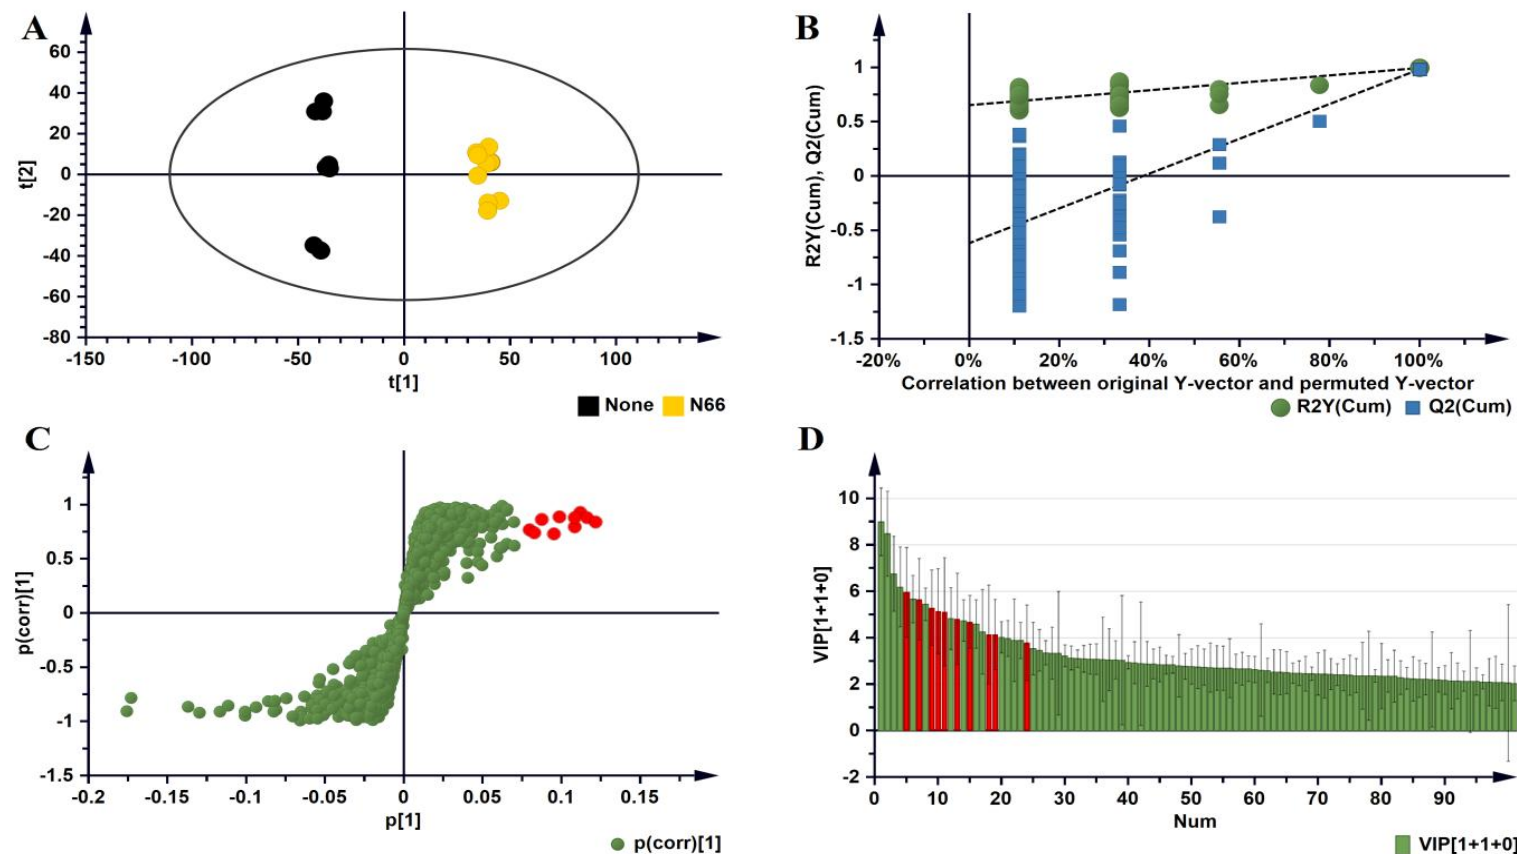 A
60
40
20
0
-20
-40
-60
-80
t[2]
-150 -100 -50 0 50 100
t[1]
None N66
B
1
0.5
0
-0.5
-1
-1.5
R2Y(Cum), Q2(Cum)
-20% 0% 20% 40% 60% 80% 100%
Correlation between original Y-vector and permuted Y-vector
R2Y(Cum) Q2(Cum)
C
1
0.5
0
-0.5
-1
-1.5
p(corr)[1]
-0.2 -0.15 -0.1 -0.05 0 0.05 0.1 0.15
p[1]
p(corr)[1]
D
10
8
6
4
2
0
-2
VIP[1+1+0]
0 10 20 30 40 50 60 70 80 90
Num
VIP[1+1+0]